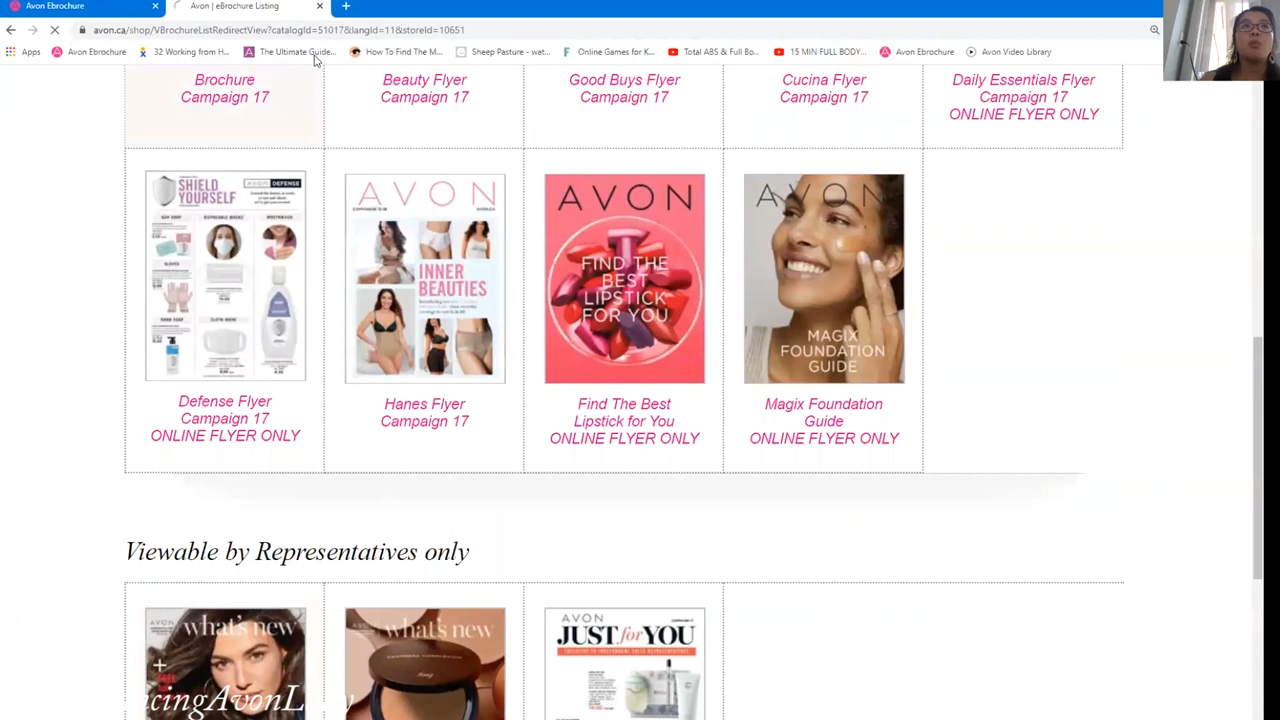 Avon Ebrochure
Avon | eBrochure Listing
avon.ca/shop/VBrochureListRedirectView?catalogId=51017&langId=11&storeId=10651
Apps
Avon Ebrochure
32 Working from H...
The Ultimate Guide...
How To Find The M...
Sheep Pasture - wat...
Online Games for K...
Total ABS & Full Bo...
15 MIN FULL BODY...
Avon Ebrochure
Avon Video Library
Brochure
Campaign 17
Beauty Flyer
Campaign 17
Good Buys Flyer
Campaign 17
Cucina Flyer
Campaign 17
Daily Essentials Flyer
Campaign 17
ONLINE FLYER ONLY
SHIELD
YOURSELF
AVON DEFENSE
GLOVES
HAND SOAP
AVON
INNER
BEAUTIES
AVON
FIND THE
BEST
LIPSTICK
FOR YOU
AVON
MAGIX
FOUNDATION
GUIDE
Defense Flyer
Campaign 17
ONLINE FLYER ONLY
Hanes Flyer
Campaign 17
Find The Best
Lipstick for You
ONLINE FLYER ONLY
Magix Foundation
Guide
ONLINE FLYER ONLY
Viewable by Representatives only
what's new
what's new
AVON
JUST for YOU